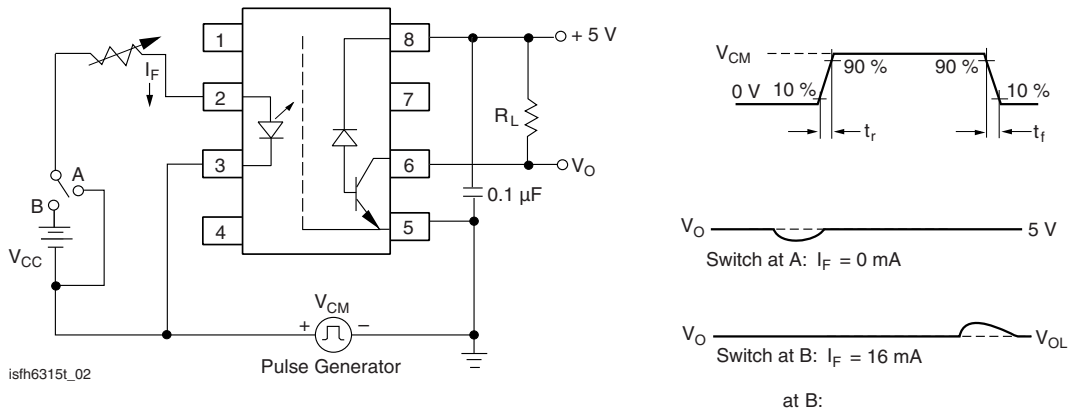 1
8
+ 5 V
I_F
2
7
R_L
3
6
V_O
A
B
4
5
0.1 µF
V_CC
V_CM
+
–
Pulse Generator
isfh6315t_02
V_CM
90 %
90 %
0 V
10 %
10 %
t_r
t_f
V_O
5 V
Switch at A: I_F = 0 mA
V_O
V_OL
Switch at B: I_F = 16 mA
at B: